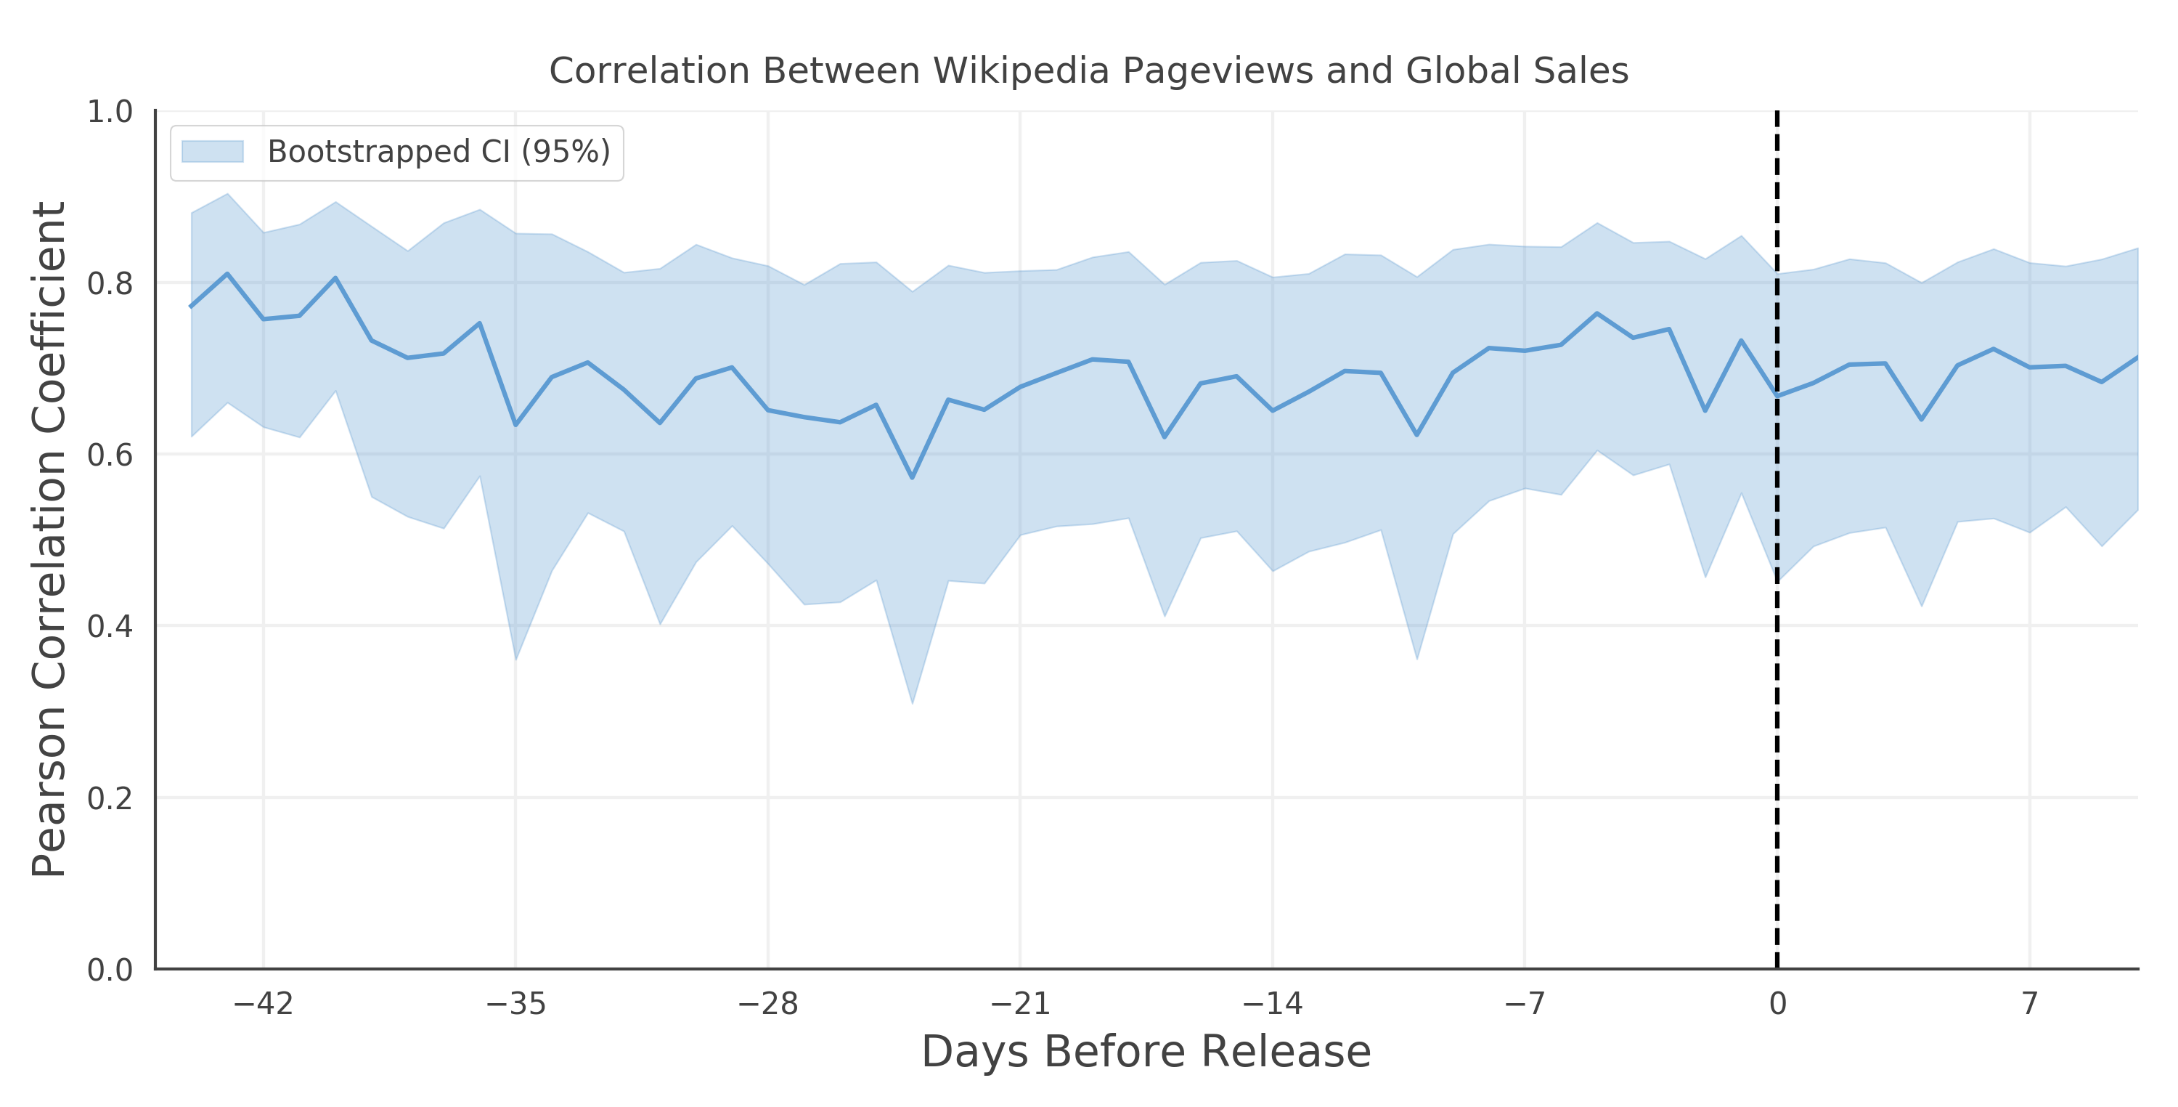 Correlation Between Wikipedia Pageviews and Global Sales
Bootstrapped CI (95%)
Pearson Correlation Coefficient
1.0
0.8
0.6
0.4
0.2
0.0
−42 −35 −28 −21 −14 −7 0 7
Days Before Release